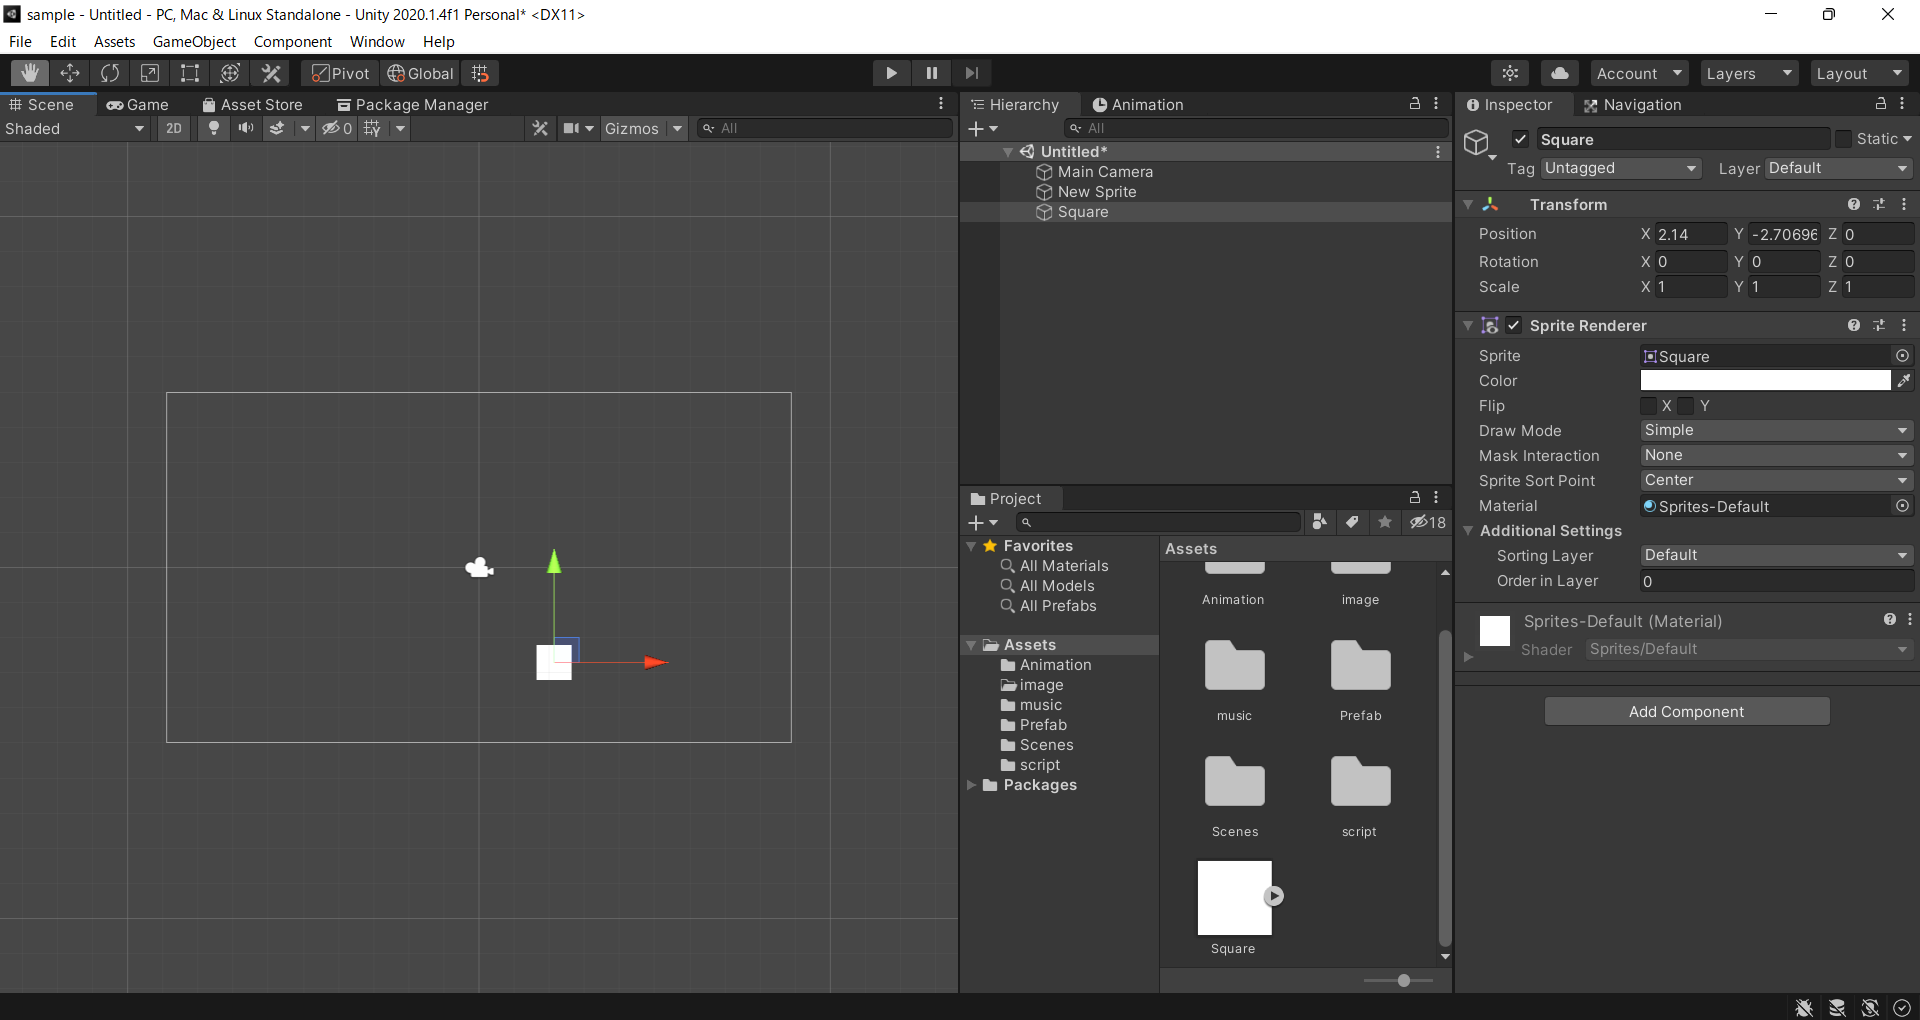 sample - Untitled - PC, Mac & Linux Standalone - Unity 2020.1.4f1 Personal* <DX11>
File Edit Assets GameObject Component Window Help
Pivot Global Account Layers Layout
Scene Game Asset Store Package Manager
Shaded 2D 0 Gizmos All
Hierarchy Animation
All
Untitled*
Main Camera
New Sprite
Square
Project
18
Favorites
All Materials
All Models
All Prefabs
Assets
Animation
image
music
Prefab
Scenes
script
Packages
Assets
Animation image
music Prefab
Scenes script
Square
Inspector Navigation
Square Static
Tag Untagged Layer Default
Transform
Position X 2.14 Y -2.70696 Z 0
Rotation X 0 Y 0 Z 0
Scale X 1 Y 1 Z 1
Sprite Renderer
Sprite Square
Color
Flip X Y
Draw Mode Simple
Mask Interaction None
Sprite Sort Point Center
Material Sprites-Default
Additional Settings
Sorting Layer Default
Order in Layer 0
Sprites-Default (Material)
Shader Sprites/Default
Add Component